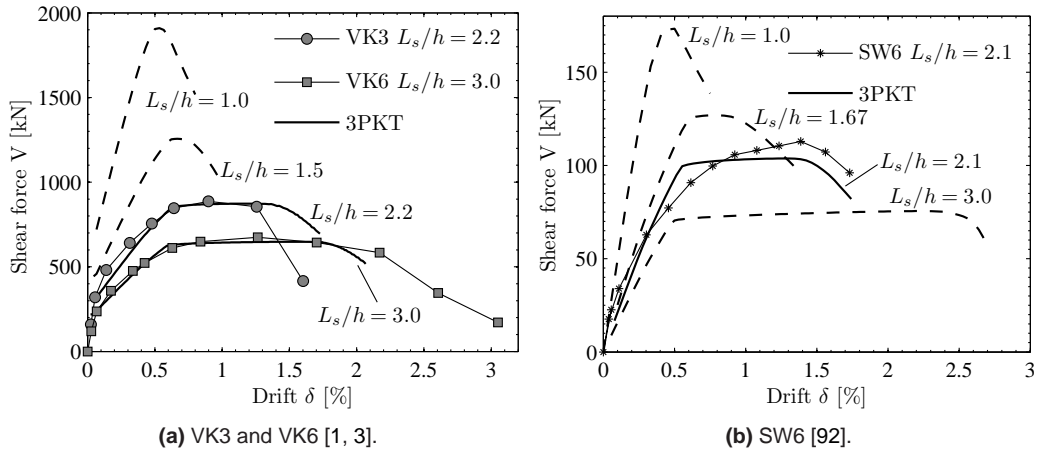 2000
1500
1000
500
0
Shear force V [kN]
VK3 L_s/h = 2.2
VK6 L_s/h = 3.0
3PKT
L_s/h = 1.0
L_s/h = 1.5
L_s/h = 2.2
L_s/h = 3.0
0 0.5 1 1.5 2 2.5 3
Drift δ [%]
(a) VK3 and VK6 [1, 3].
150
100
50
0
Shear force V [kN]
L_s/h = 1.0
SW6 L_s/h = 2.1
3PKT
L_s/h = 1.67
L_s/h = 2.1
L_s/h = 3.0
0 0.5 1 1.5 2 2.5 3
Drift δ [%]
(b) SW6 [92].